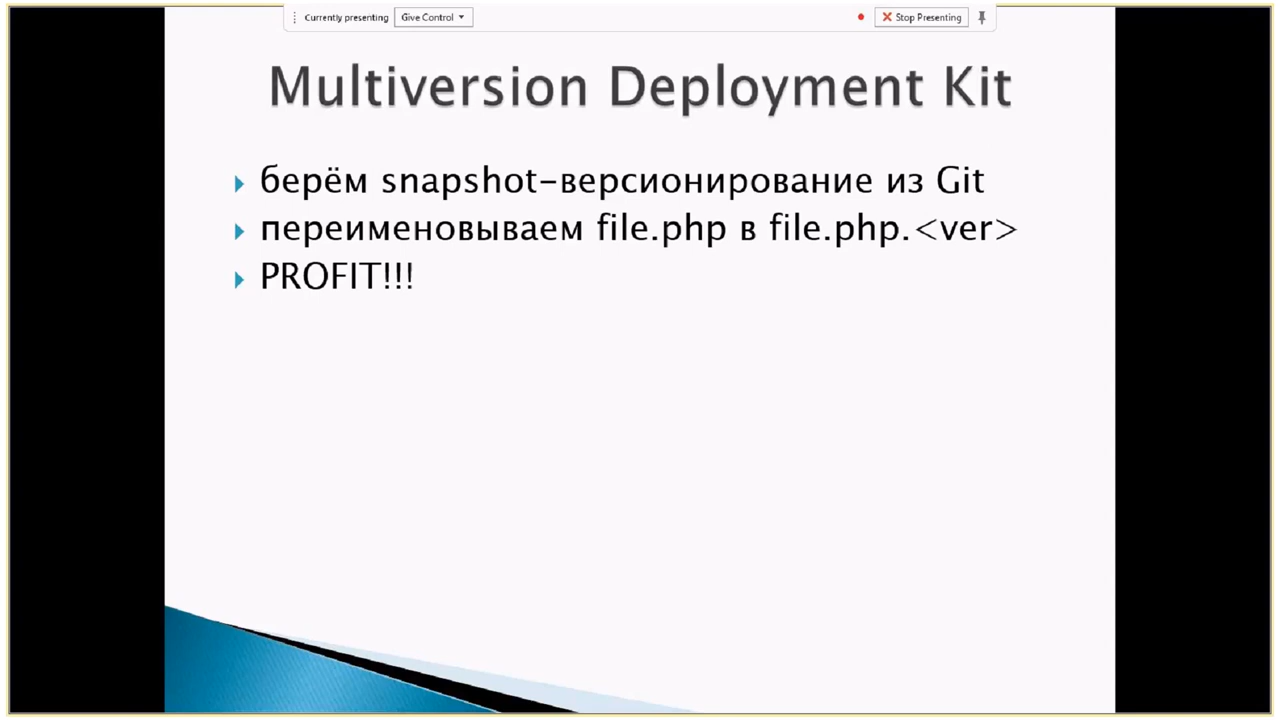 Currently presenting Give Control Stop Presenting
Multiversion Deployment Kit
берём snapshot-версионирование из Git
переименовываем file.php в file.php.<ver>
PROFIT!!!